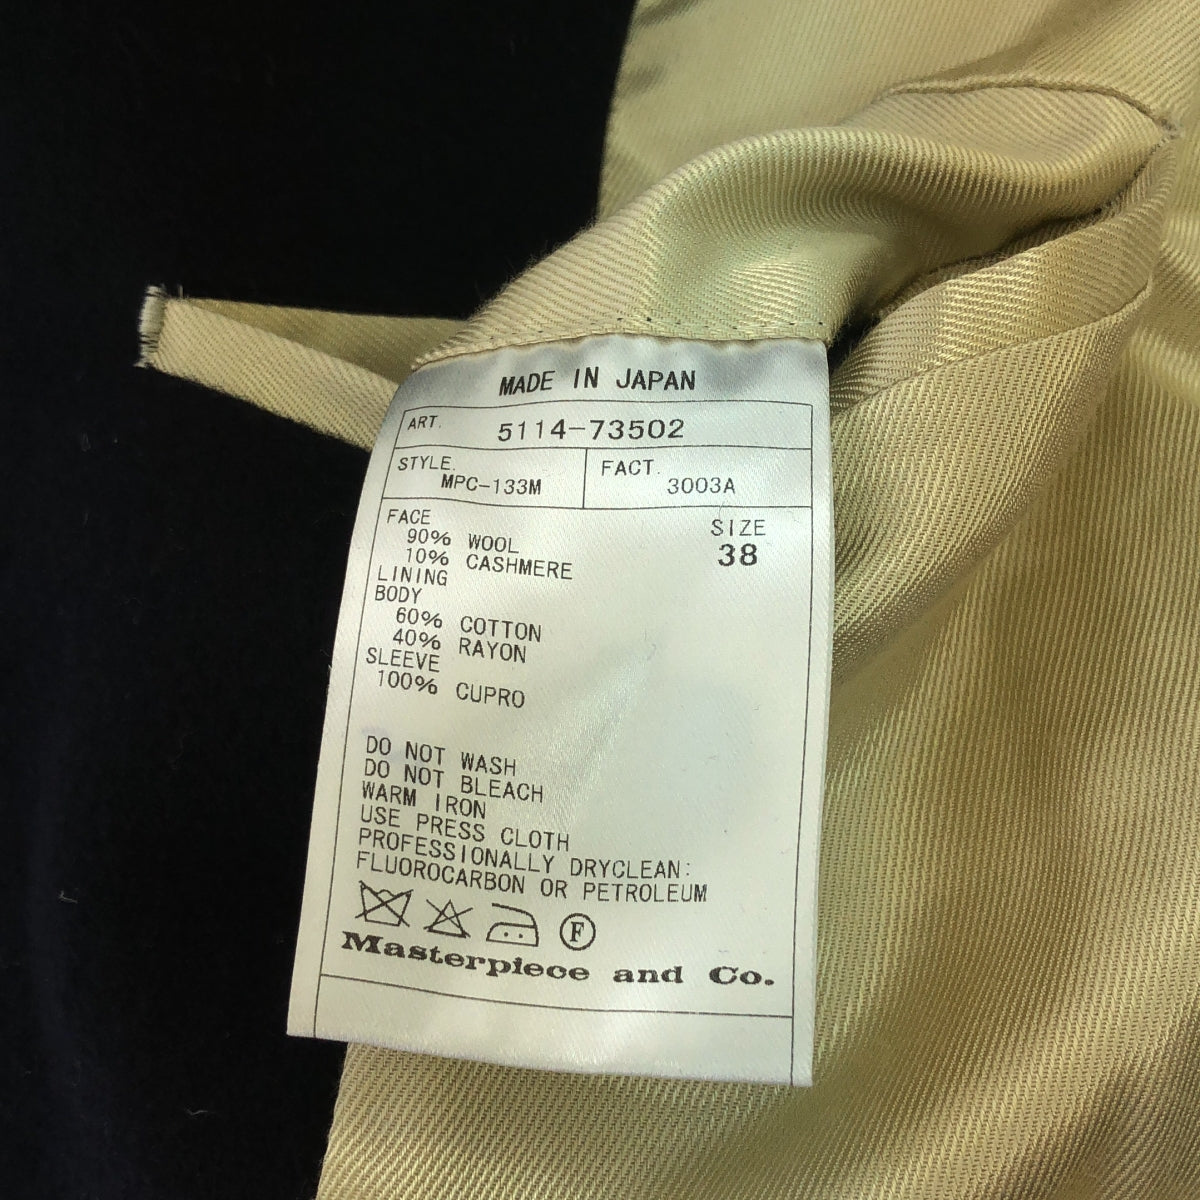 MADE IN JAPAN
ART. 5114-73502
STYLE. FACT.
MPC-133M 3003A
FACE SIZE
90% WOOL 38
10% CASHMERE
LINING
BODY
60% COTTON
40% RAYON
SLEEVE
100% CUPRO
DO NOT WASH
DO NOT BLEACH
WARM IRON
USE PRESS CLOTH
PROFESSIONALLY DRYCLEAN:
FLUOROCARBON OR PETROLEUM
F
Masterpiece and Co.